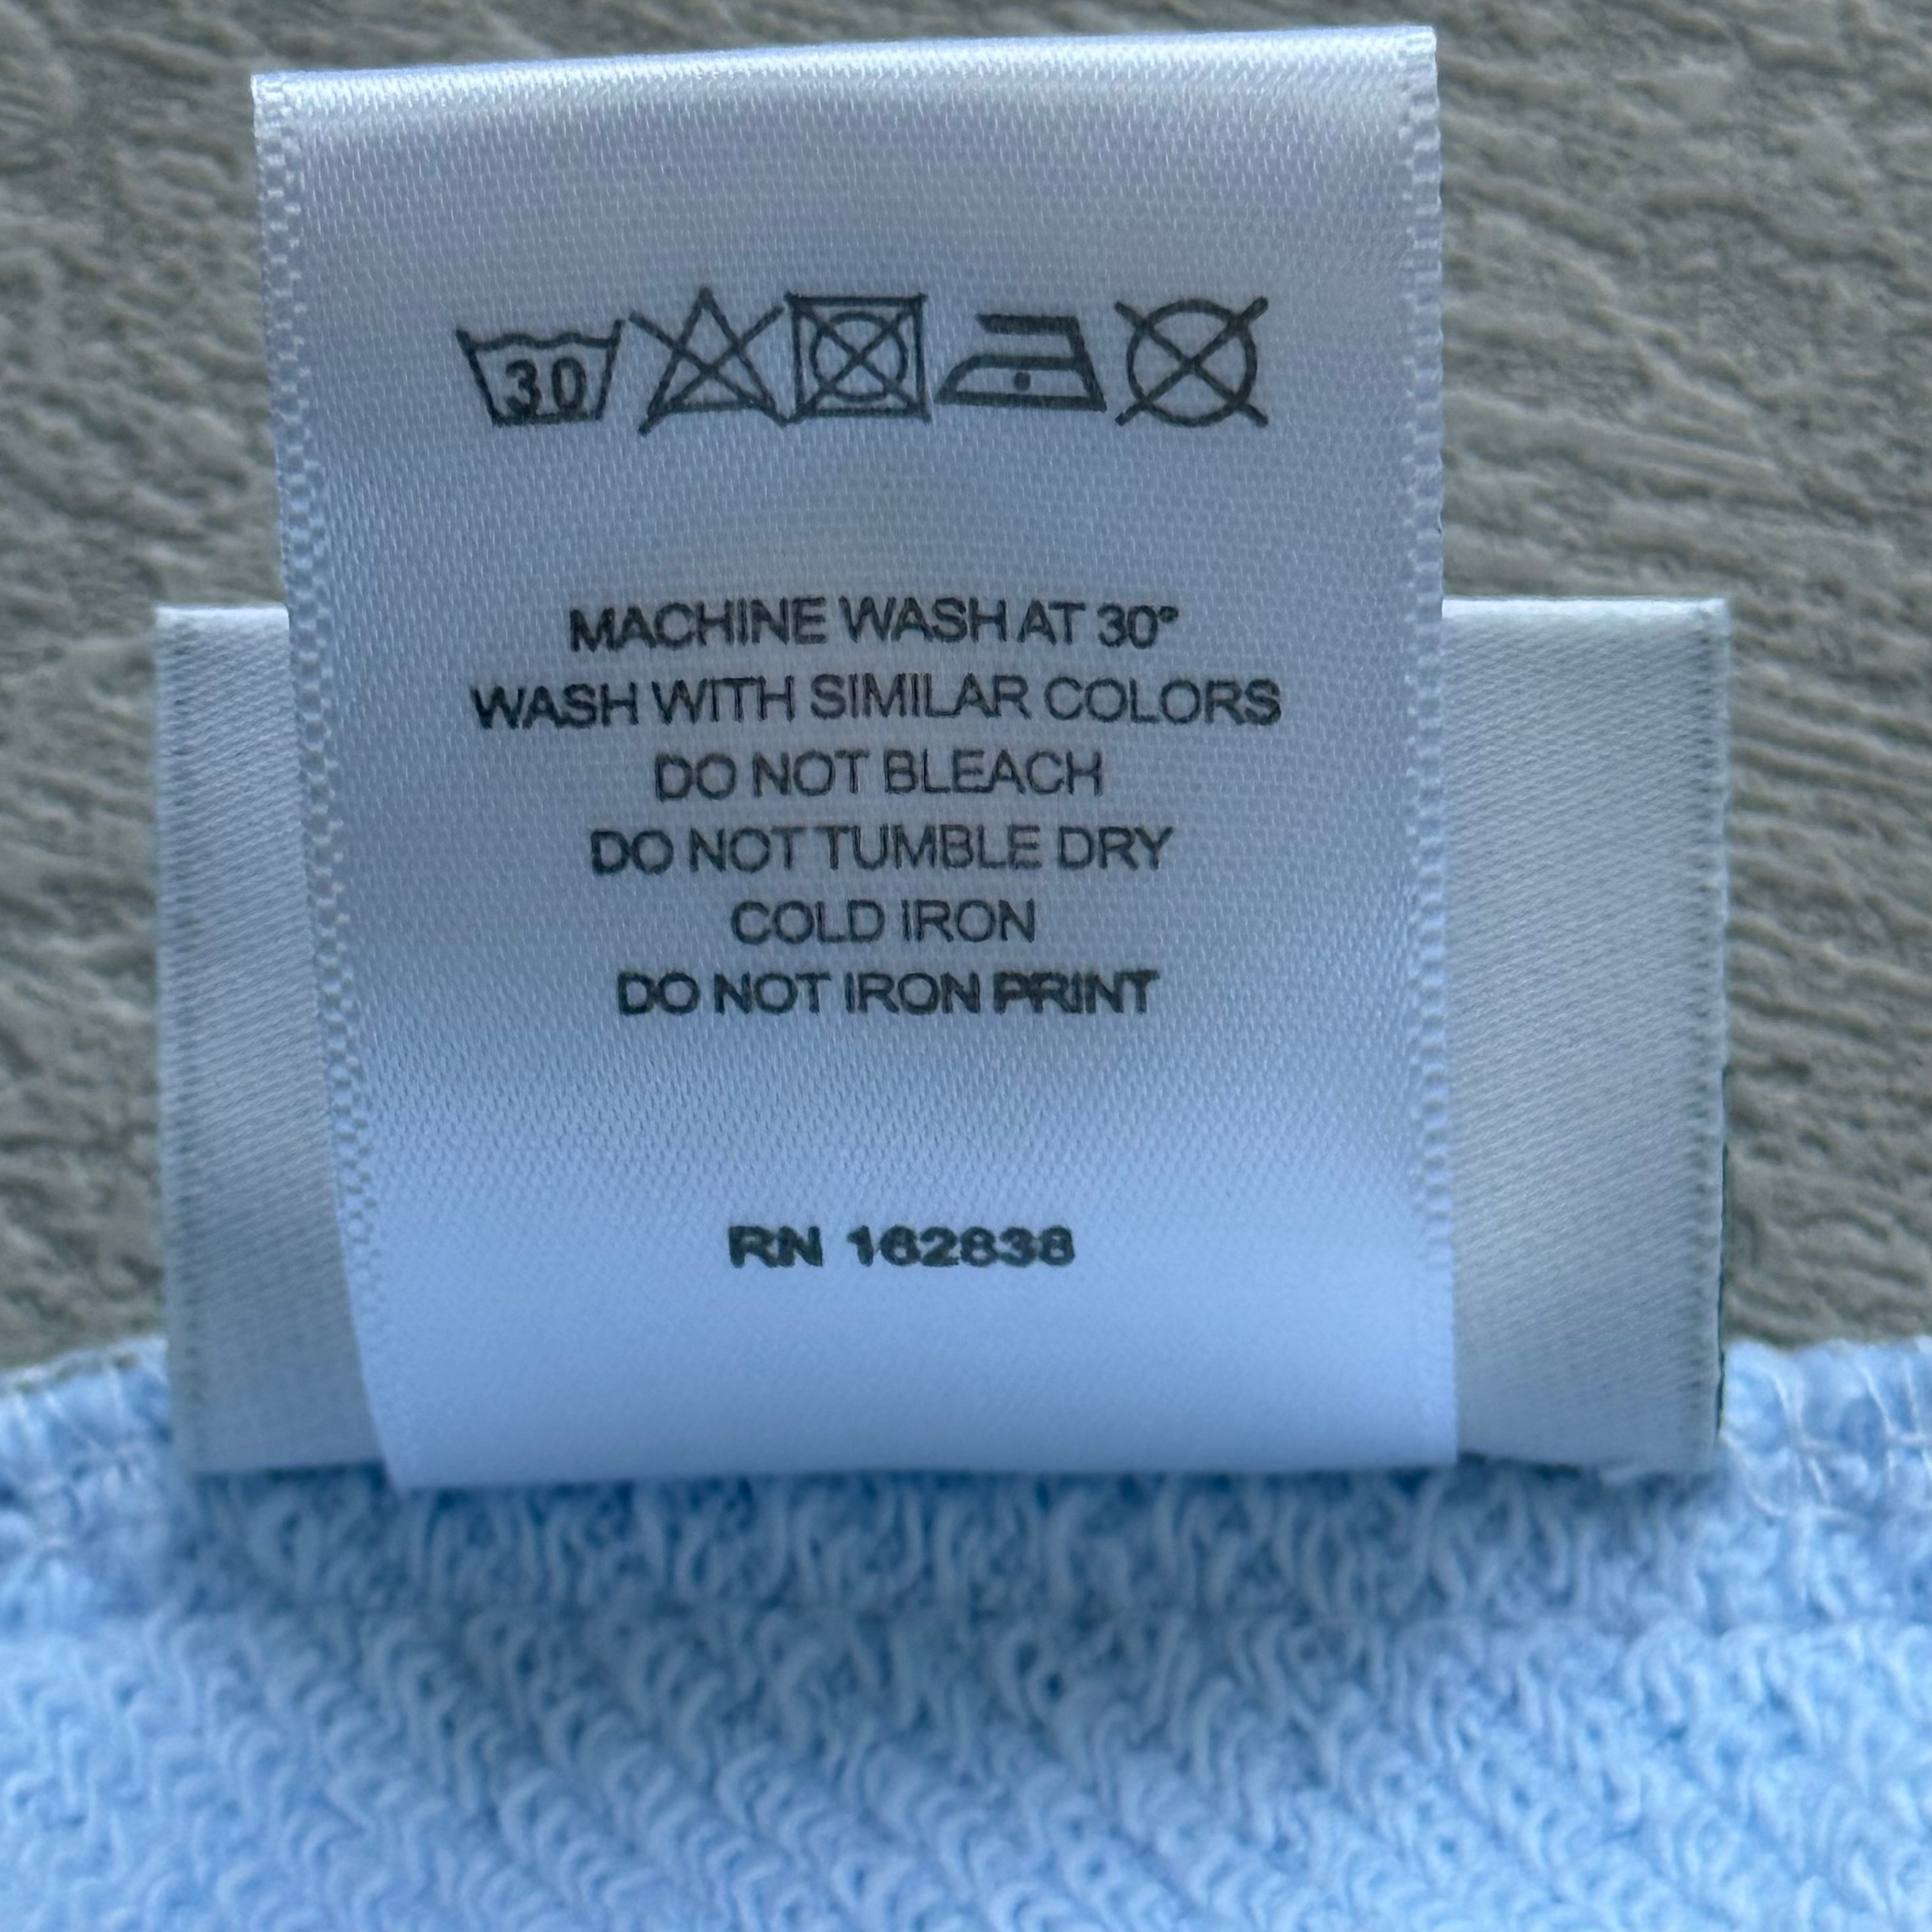 30
MACHINE WASH AT 30°
WASH WITH SIMILAR COLORS
DO NOT BLEACH
DO NOT TUMBLE DRY
COLD IRON
DO NOT IRON PRINT
RN 162838